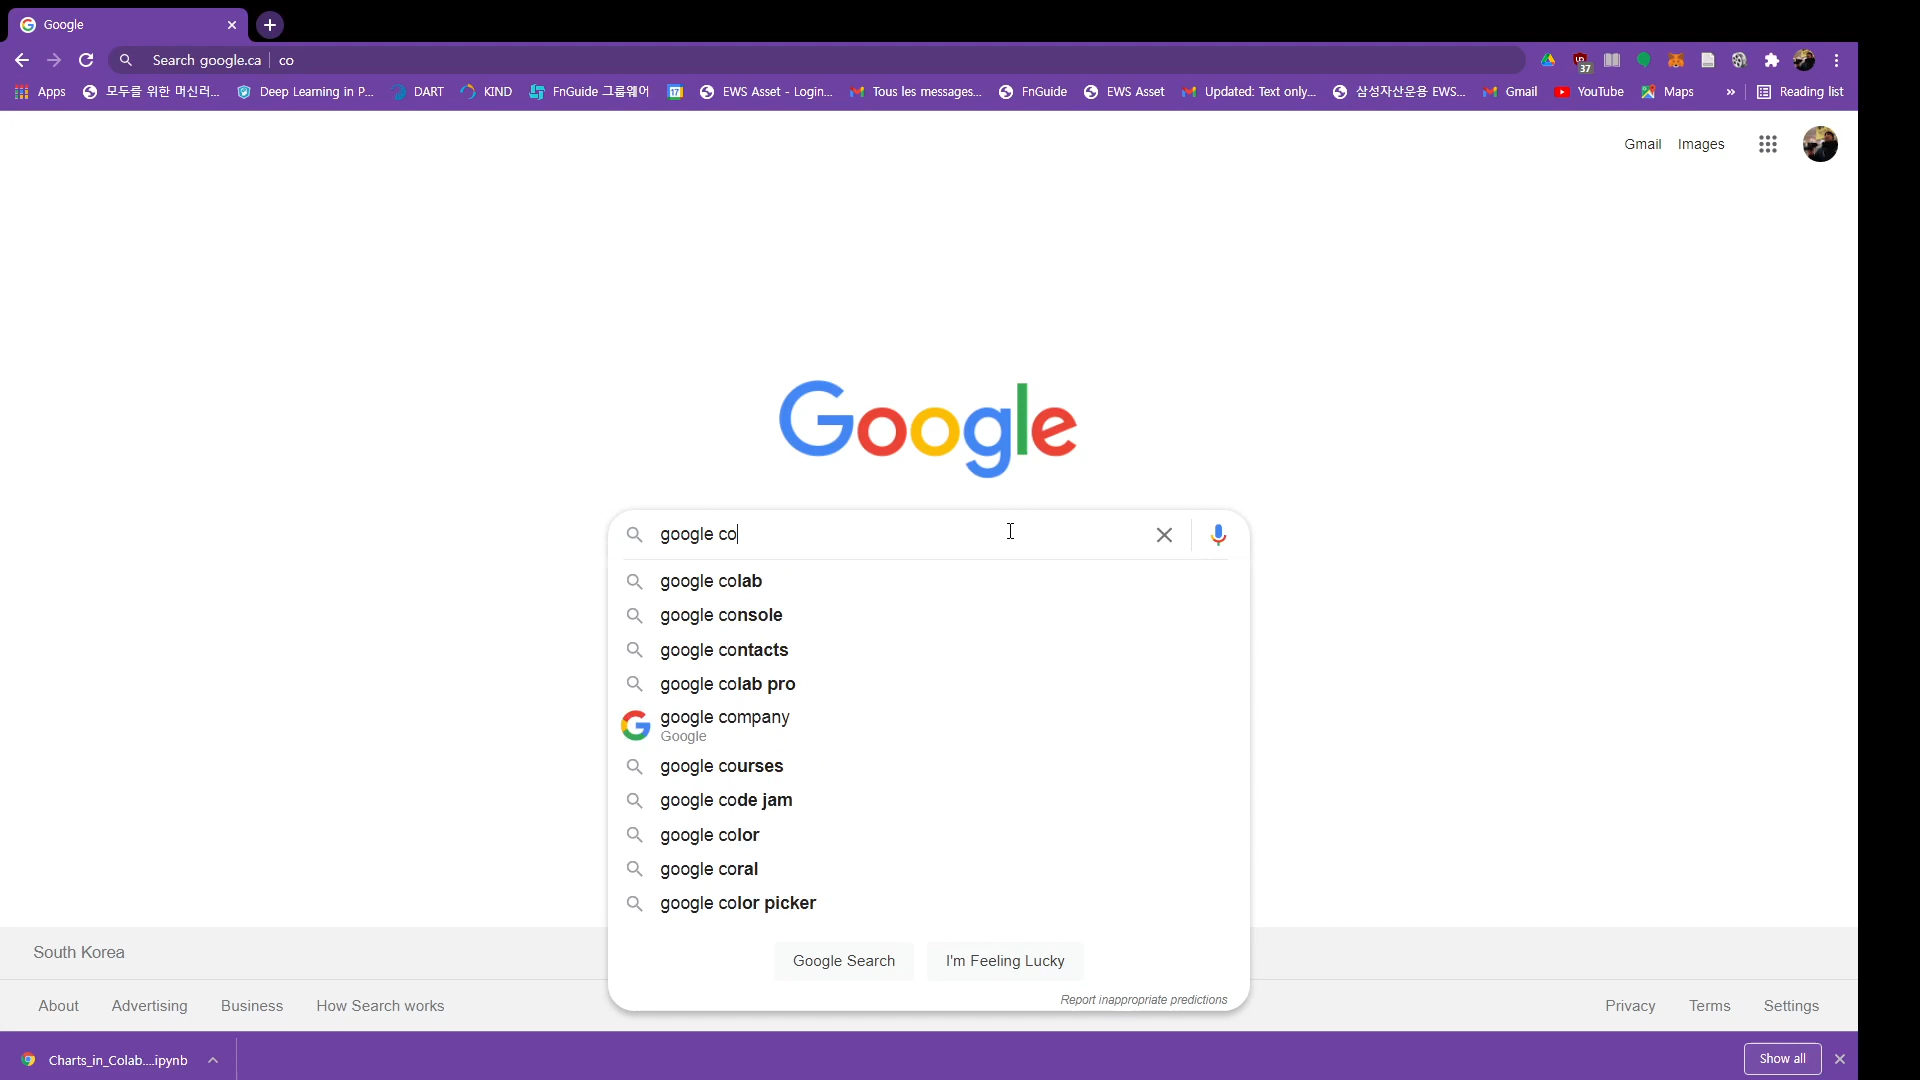 Google
Search google.ca | co
37
Apps 모두를 위한 머신러... Deep Learning in P... DART KIND FnGuide 그룹웨어 17 EWS Asset - Login... Tous les messages... FnGuide EWS Asset Updated: Text only... 삼성자산운용 EWS... Gmail YouTube Maps » Reading list
Gmail Images
Google
google co
google colab
google console
google contacts
google colab pro
google company
Google
google courses
google code jam
google color
google coral
google color picker
Google Search I'm Feeling Lucky
Report inappropriate predictions
South Korea
About Advertising Business How Search works Privacy Terms Settings
Charts_in_Colab....ipynb Show all